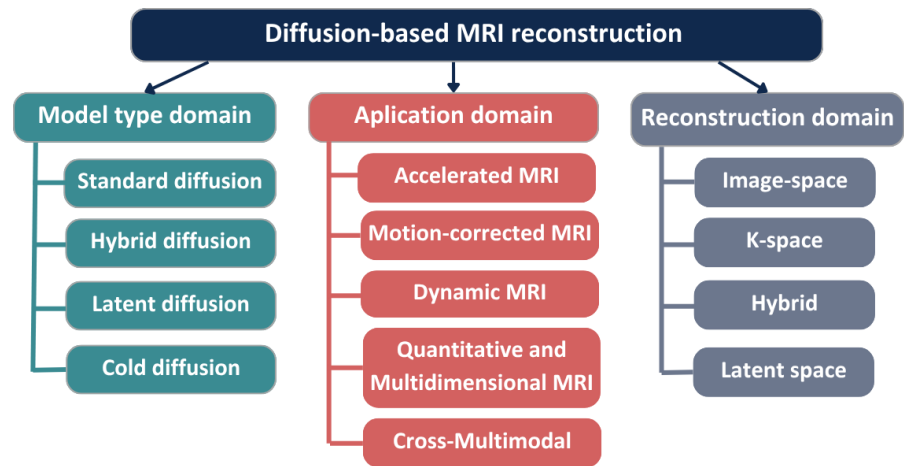 Diffusion-based MRI reconstruction
Model type domain
Standard diffusion
Hybrid diffusion
Latent diffusion
Cold diffusion
Aplication domain
Accelerated MRI
Motion-corrected MRI
Dynamic MRI
Quantitative and
Multidimensional MRI
Cross-Multimodal
Reconstruction domain
Image-space
K-space
Hybrid
Latent space